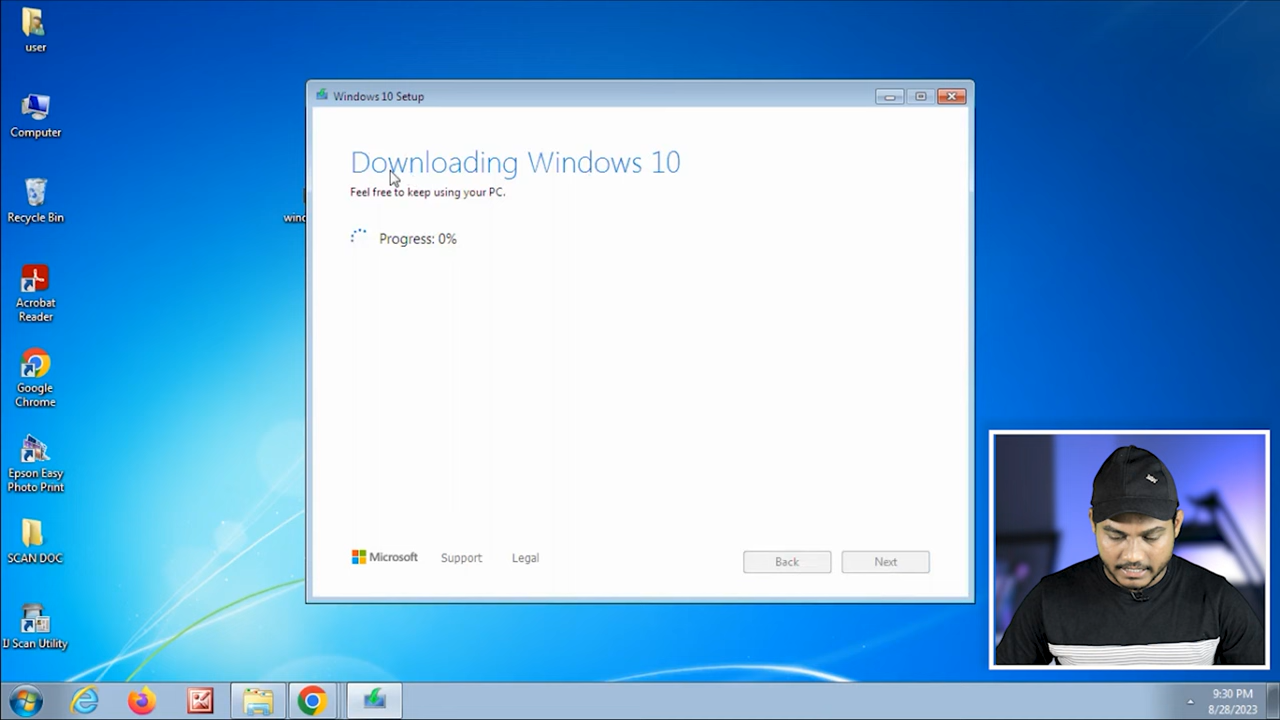 user
Computer
Recycle Bin
Acrobat
Reader
Google
Chrome
Epson Easy
Photo Print
SCAN DOC
IJ Scan Utility
Windows 10 Setup
Downloading Windows 10
Feel free to keep using your PC.
Progress: 0%
Microsoft
Support
Legal
Back
Next
9:30 PM
8/28/2023